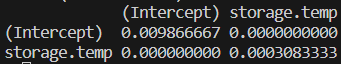 (Intercept) storage.temp
(Intercept) 0.009866667 0.0000000000
storage.temp 0.000000000 0.0003083333